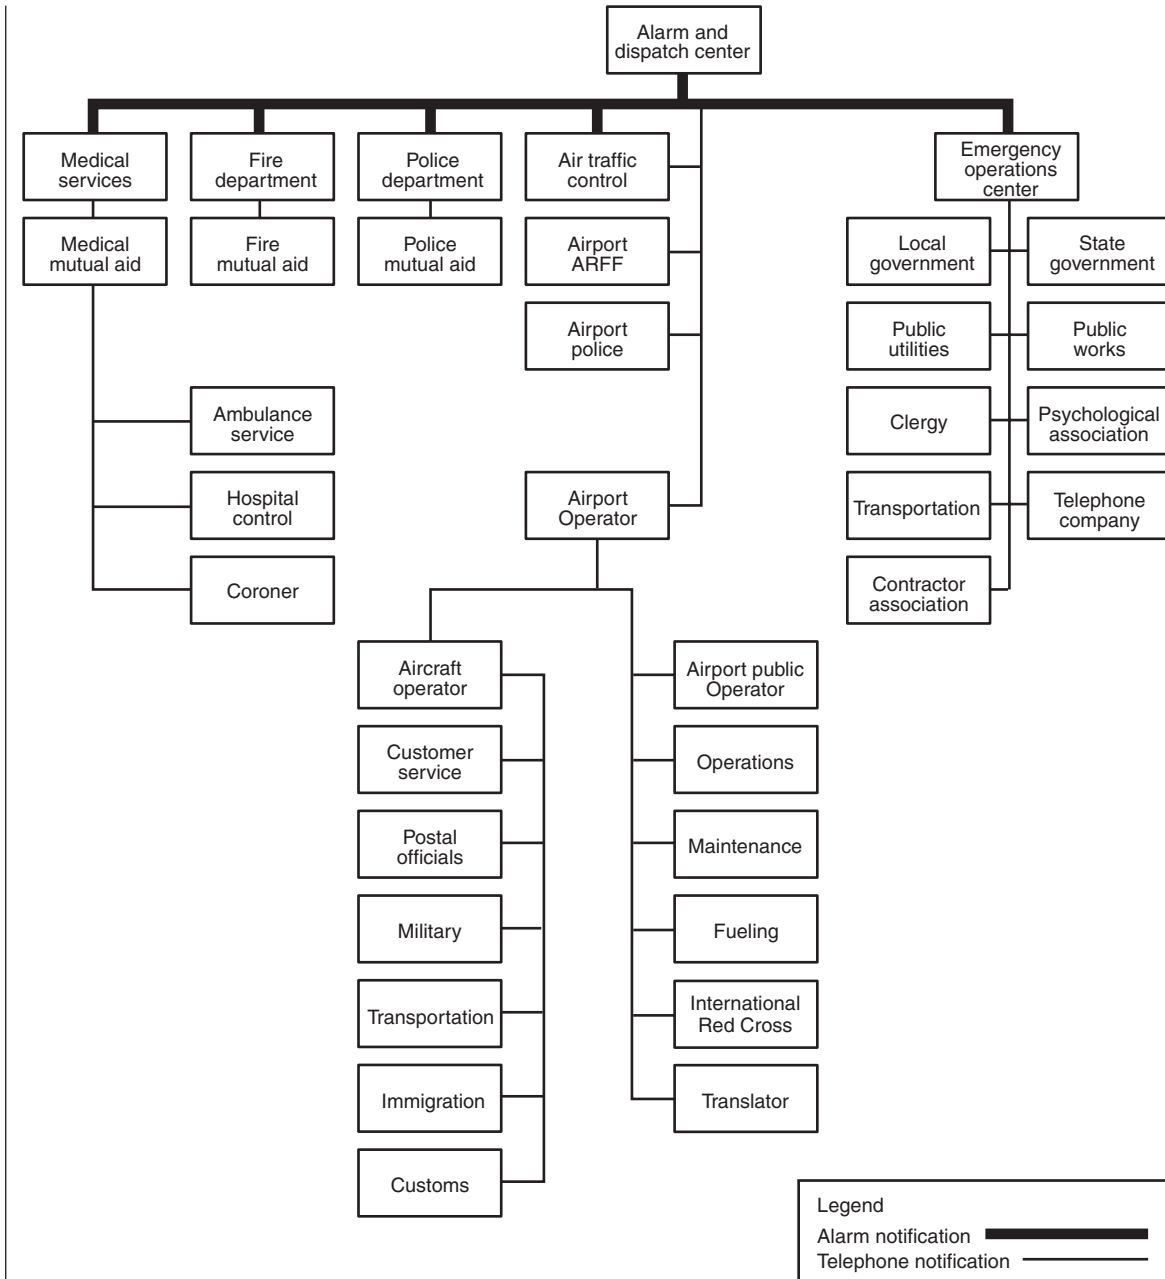 Alarm and
dispatch center
Medical
services
Fire
department
Police
department
Air traffic
control
Emergency
operations
center
Medical
mutual aid
Fire
mutual aid
Police
mutual aid
Airport
ARFF
Local
government
State
government
Airport
police
Public
utilities
Public
works
Ambulance
service
Clergy
Psychological
association
Hospital
control
Airport
Operator
Transportation
Telephone
company
Coroner
Contractor
association
Aircraft
operator
Airport public
Operator
Customer
service
Operations
Postal
officials
Maintenance
Military
Fueling
Transportation
International
Red Cross
Immigration
Translator
Customs
Legend
Alarm notification
Telephone notification